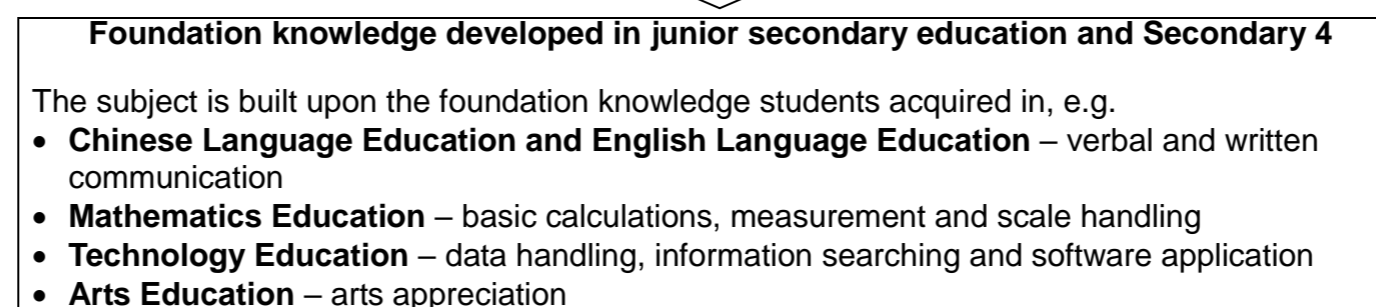 Foundation knowledge developed in junior secondary education and Secondary 4
The subject is built upon the foundation knowledge students acquired in, e.g.
• Chinese Language Education and English Language Education – verbal and written
communication
• Mathematics Education – basic calculations, measurement and scale handling
• Technology Education – data handling, information searching and software application
• Arts Education – arts appreciation